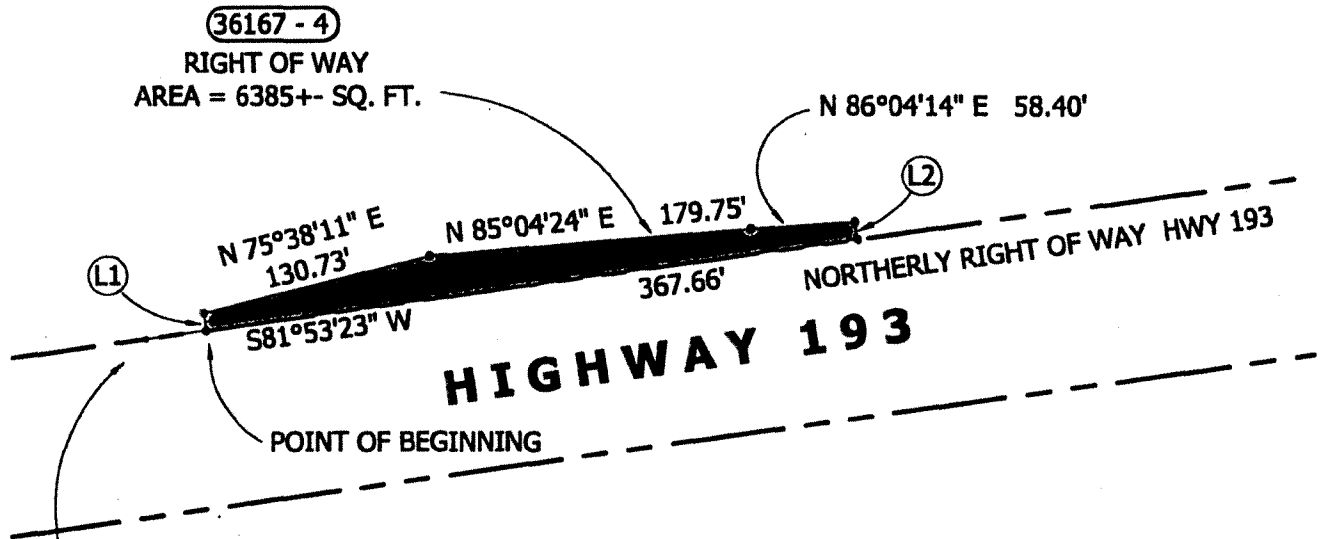 36167 - 4
RIGHT OF WAY
AREA = 6385+- SQ. FT.
N 86°04'14" E 58.40'
L2
N 75°38'11" E
130.73'
N 85°04'24" E 179.75'
L1
367.66'
NORTHERLY RIGHT OF WAY HWY 193
S81°53'23" W
HIGHWAY 193
POINT OF BEGINNING